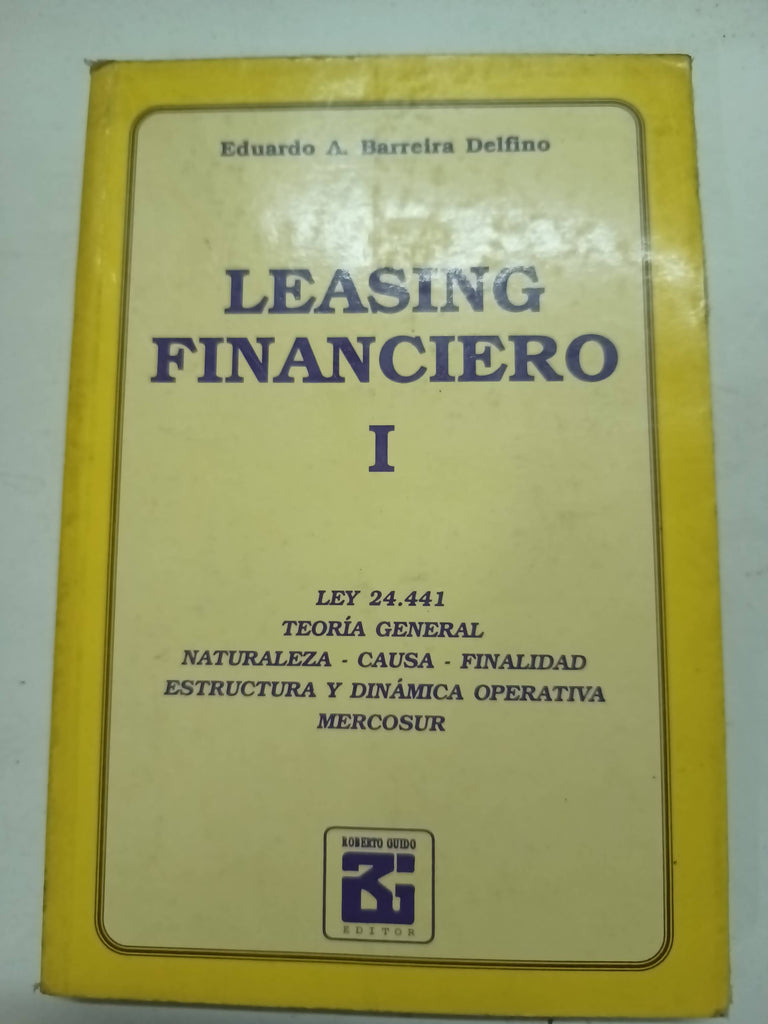 Eduardo A. Barreira Delfino
LEASING
FINANCIERO
I
LEY 24.441
TEORÍA GENERAL
NATURALEZA - CAUSA - FINALIDAD
ESTRUCTURA Y DINÁMICA OPERATIVA
MERCOSUR
ROBERTO GUIDO
EDITOR